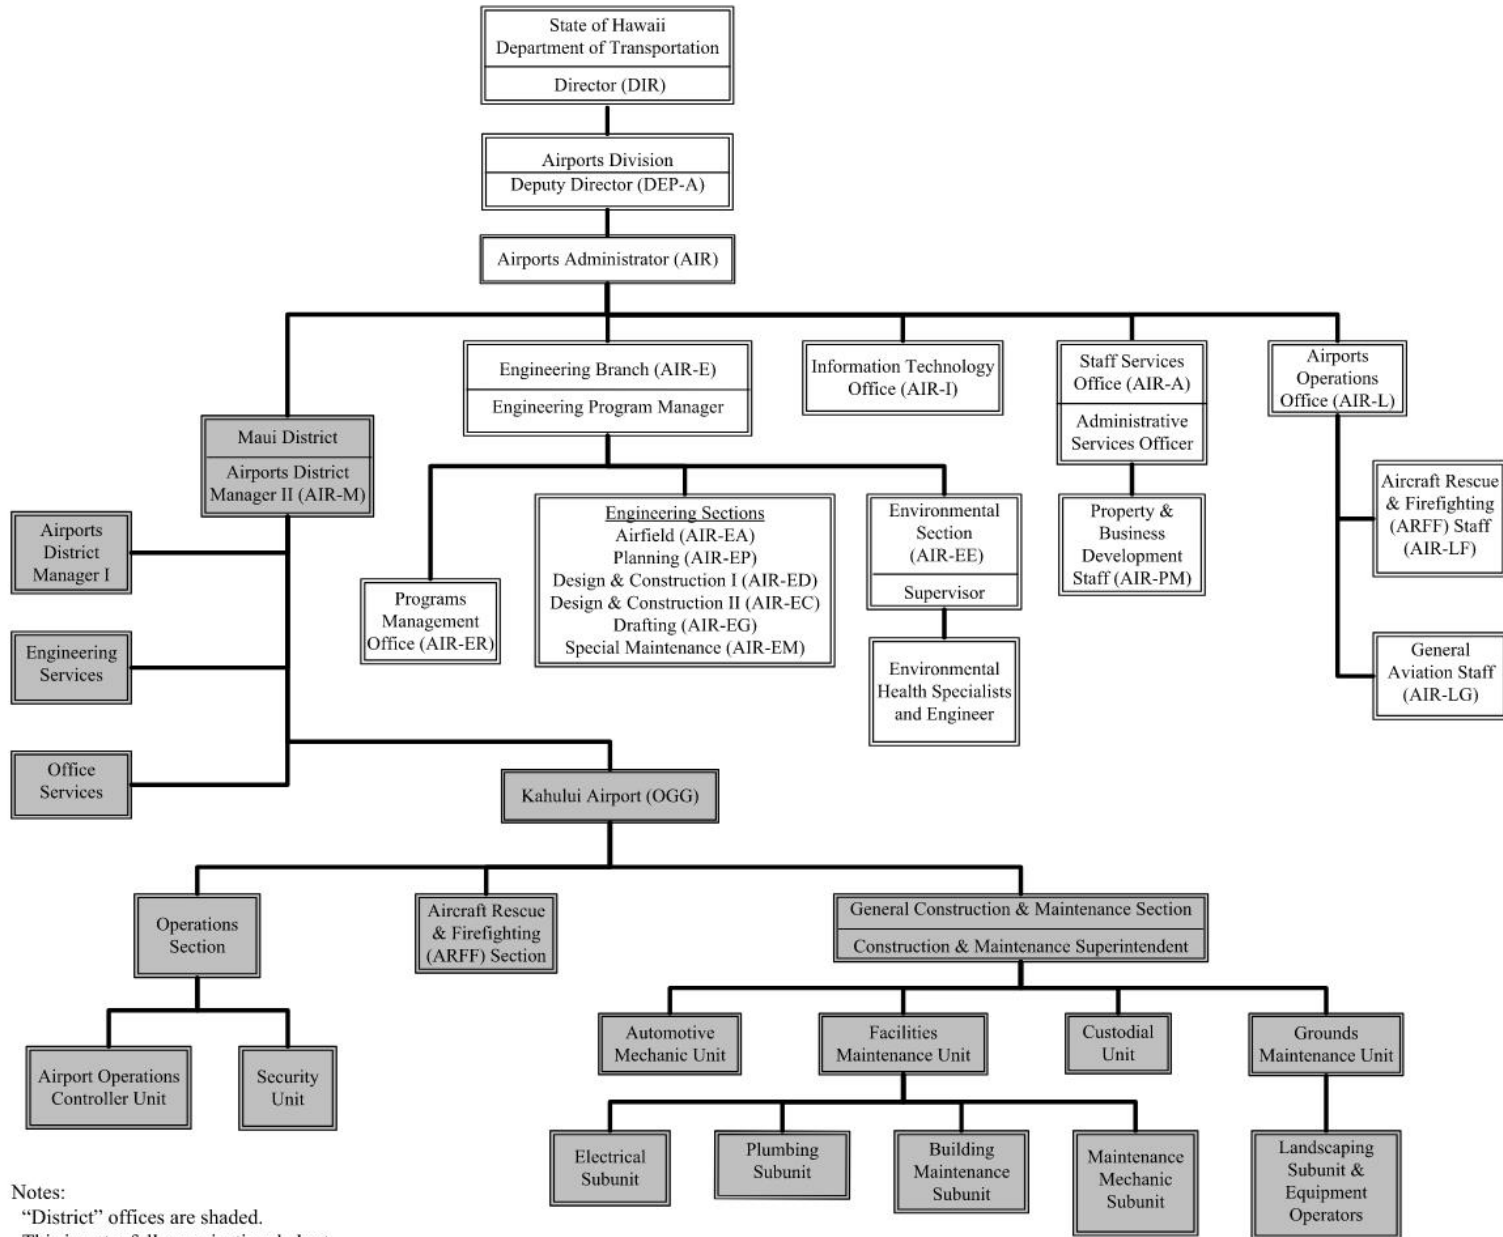 State of Hawaii
Department of Transportation
Director (DIR)
Airports Division
Deputy Director (DEP-A)
Airports Administrator (AIR)
Engineering Branch (AIR-E)
Engineering Program Manager
Information Technology
Office (AIR-I)
Staff Services
Office (AIR-A)
Administrative
Services Officer
Airports
Operations
Office (AIR-L)
Maui District
Airports District
Manager II (AIR-M)
Airports
District
Manager I
Engineering
Services
Office
Services
Programs
Management
Office (AIR-ER)
Engineering Sections
Airfield (AIR-EA)
Planning (AIR-EP)
Design & Construction I (AIR-ED)
Design & Construction II (AIR-EC)
Drafting (AIR-EG)
Special Maintenance (AIR-EM)
Environmental
Section
(AIR-EE)
Supervisor
Environmental
Health Specialists
and Engineer
Property &
Business
Development
Staff (AIR-PM)
Aircraft Rescue
& Firefighting
(ARFF) Staff
(AIR-LF)
General
Aviation Staff
(AIR-LG)
Kahului Airport (OGG)
Operations
Section
Aircraft Rescue
& Firefighting
(ARFF) Section
General Construction & Maintenance Section
Construction & Maintenance Superintendent
Airport Operations
Controller Unit
Security
Unit
Automotive
Mechanic Unit
Facilities
Maintenance Unit
Custodial
Unit
Grounds
Maintenance Unit
Electrical
Subunit
Plumbing
Subunit
Building
Maintenance
Subunit
Maintenance
Mechanic
Subunit
Landscaping
Subunit &
Equipment
Operators
Notes:
“District” offices are shaded.